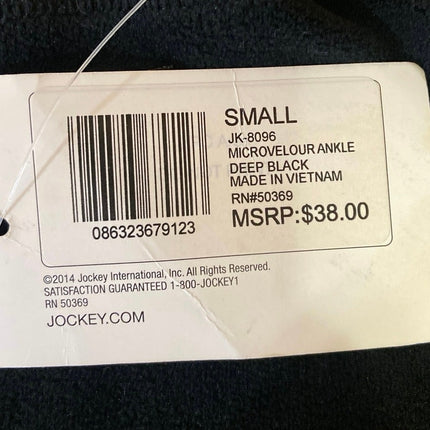 SMALL
JK-8096
MICROVELOUR ANKLE
DEEP BLACK
MADE IN VIETNAM
RN#50369
MSRP:$38.00
086323679123
©2014 Jockey International, Inc. All Rights Reserved.
SATISFACTION GUARANTEED 1-800-JOCKEY1
RN 50369
JOCKEY.COM